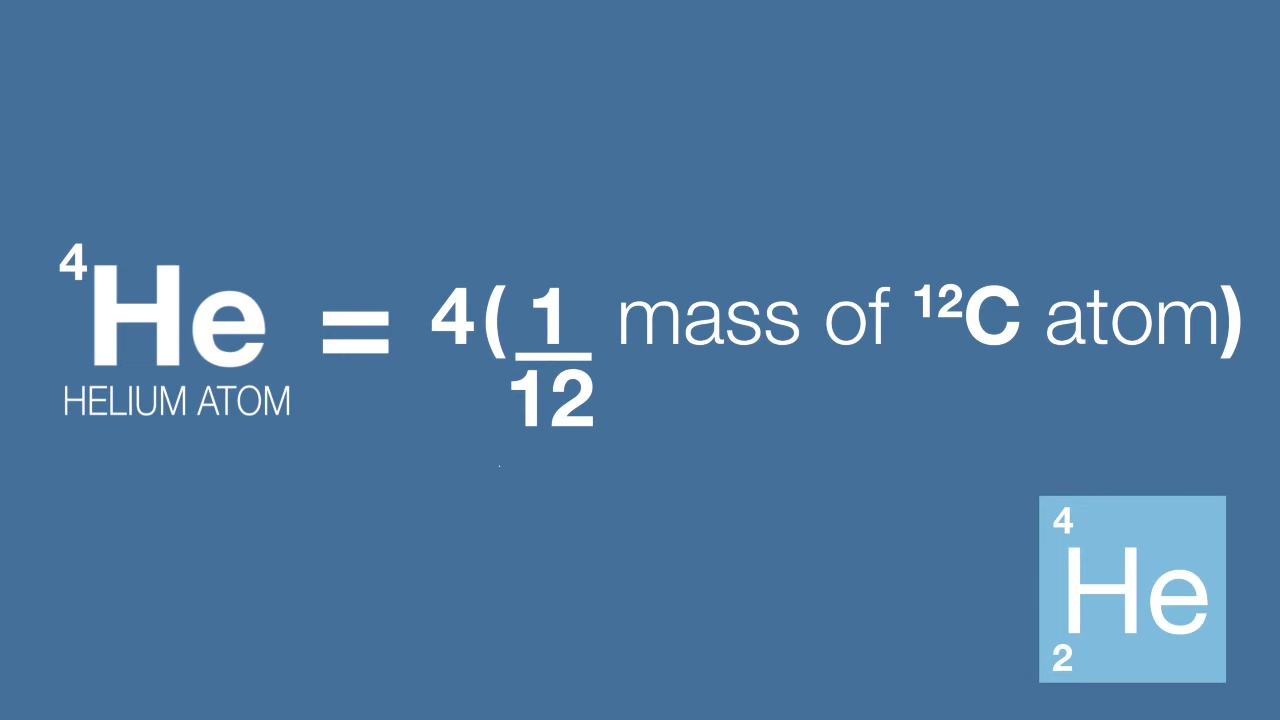 ⁴He = 4(1/12 mass of ¹²C atom)
HELIUM ATOM
4
He
2